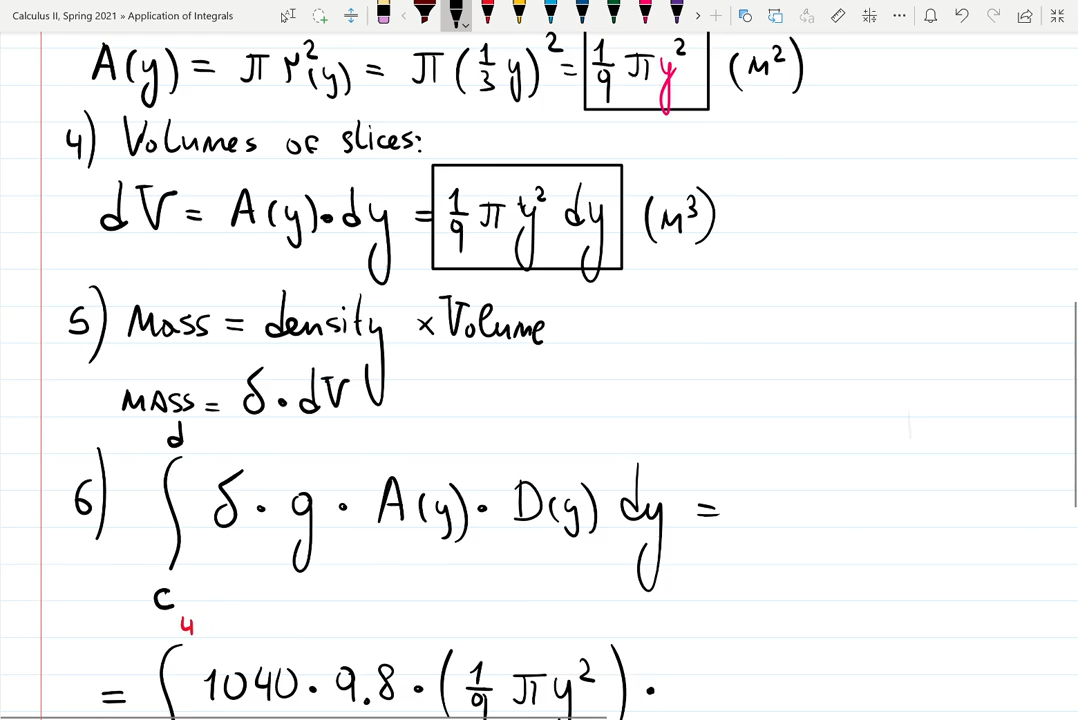 Calculus II, Spring 2021 » Application of Integrals
A(y) = π r²(y) = π (1/3 y)² = 1/9 π y² (m²)
4) Volumes of slices:
dV = A(y)·dy = 1/9 π y² dy (m³)
5) Mass = density × Volume
mass = δ · dV
6) ∫_c^d δ · g · A(y) · D(y) dy =
= ∫^4 1040 · 9.8 · (1/9 π y²) ·